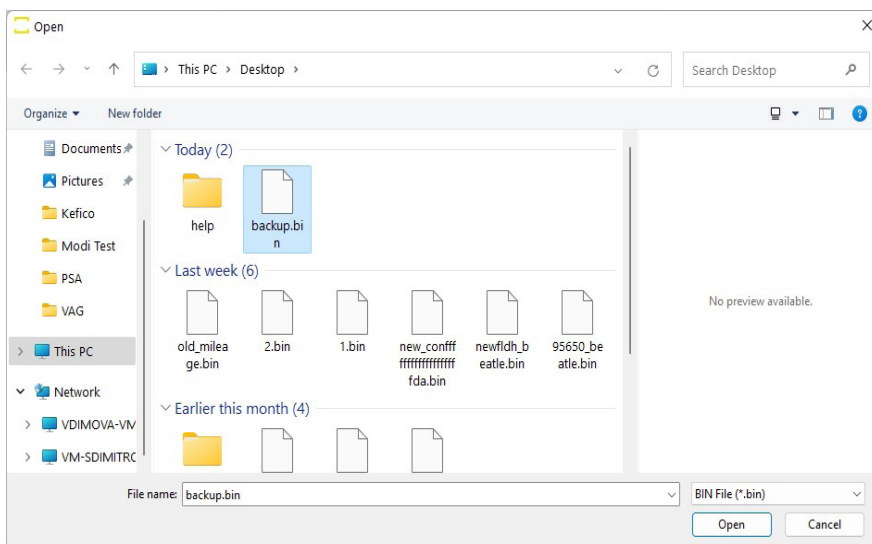 Open
This PC > Desktop >
Search Desktop
Organize
New folder
Documents
Pictures
Kefico
Modi Test
PSA
VAG
This PC
Network
VDIMOVA-VM
VM-SDIMITRC
Today (2)
help
backup.bi
n
Last week (6)
old_milea
ge.bin
2.bin
1.bin
new_confff
fffffffffffffff
fda.bin
newfldh_b
eatle.bin
95650_be
atle.bin
Earlier this month (4)
No preview available.
File name: backup.bin
BIN File (*.bin)
Open
Cancel